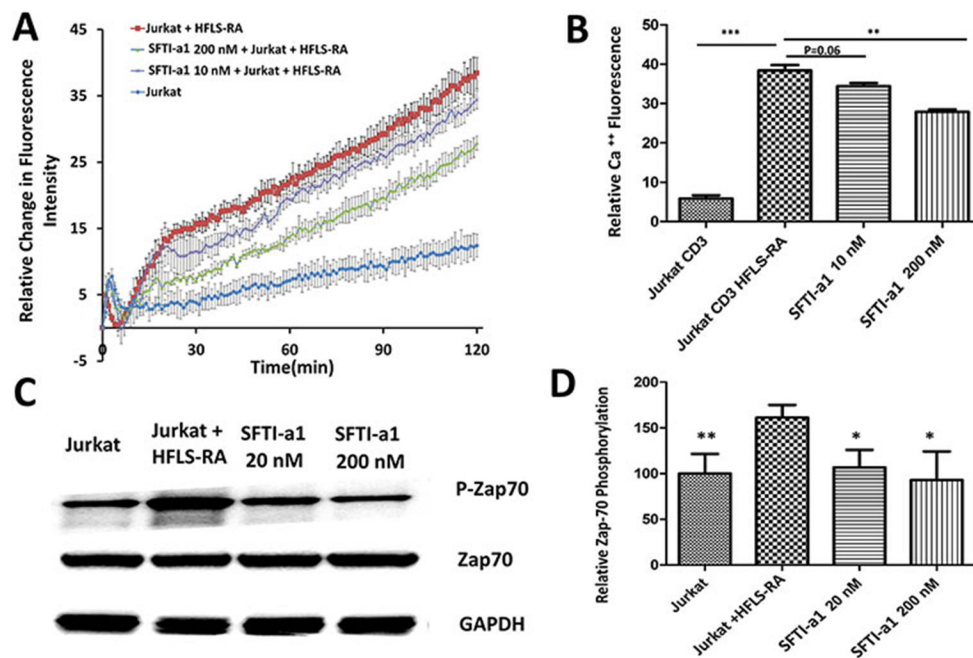 A
Jurkat + HFLS-RA
SFTI-a1 200 nM + Jurkat + HFLS-RA
SFTI-a1 10 nM + Jurkat + HFLS-RA
Jurkat
Relative Change in Fluorescence
Intensity
45
35
25
15
5
-5
0
30
60
90
120
Time(min)
B
***
**
P=0.06
Relative Ca ++ Fluorescence
50
40
30
20
10
0
Jurkat CD3
Jurkat CD3 HFLS-RA
SFTI-a1 10 nM
SFTI-a1 200 nM
C
Jurkat
Jurkat +
HFLS-RA
SFTI-a1
20 nM
SFTI-a1
200 nM
P-Zap70
Zap70
GAPDH
D
Relative Zap-70 Phosphorylation
200
150
100
50
0
**
*
*
Jurkat
Jurkat +HFLS-RA
SFTI-a1 20 nM
SFTI-a1 200 nM